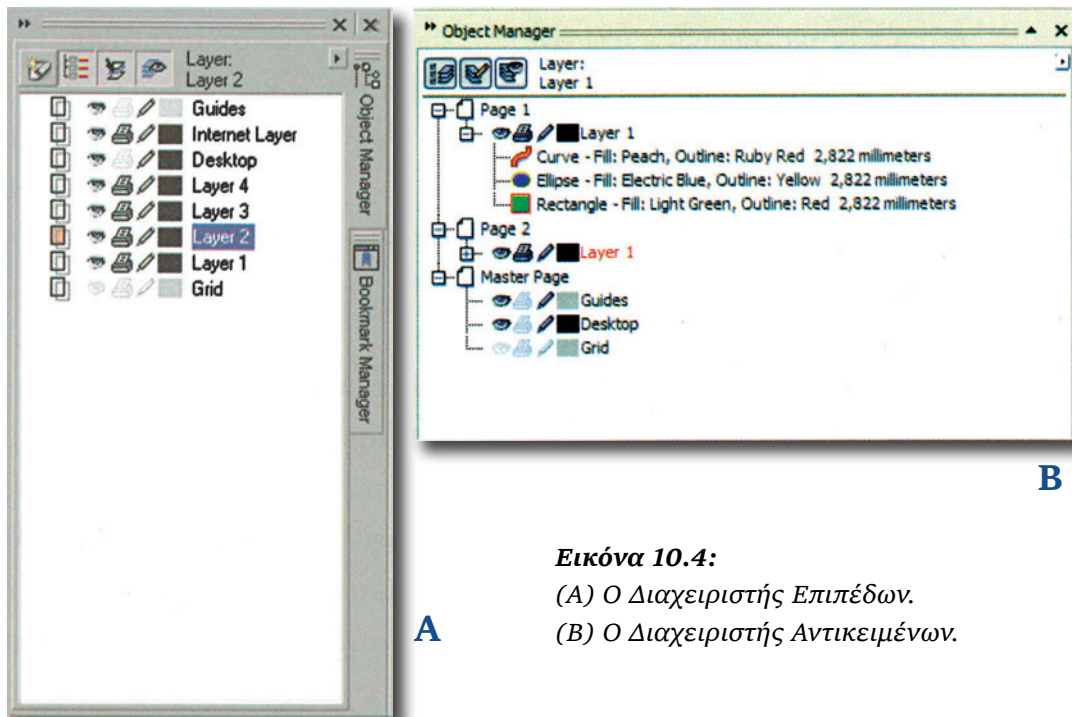 Layer:
Layer 2
Guides
Internet Layer
Desktop
Layer 4
Layer 3
Layer 2
Layer 1
Grid
Object Manager
Bookmark Manager
A
Object Manager
Layer:
Layer 1
Page 1
Layer 1
Curve - Fill: Peach, Outline: Ruby Red 2,822 millimeters
Ellipse - Fill: Electric Blue, Outline: Yellow 2,822 millimeters
Rectangle - Fill: Light Green, Outline: Red 2,822 millimeters
Page 2
Layer 1
Master Page
Guides
Desktop
Grid
B
Εικόνα 10.4:
(Α) Ο Διαχειριστής Επιπέδων.
(Β) Ο Διαχειριστής Αντικειμένων.